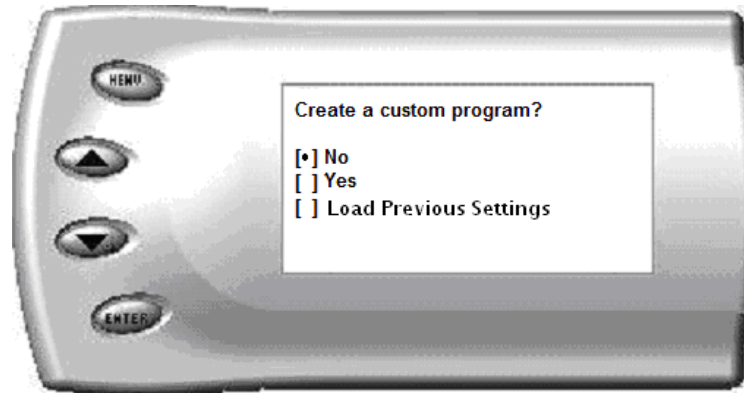 MENU
Create a custom program?
[•] No
[ ] Yes
[ ] Load Previous Settings
ENTER